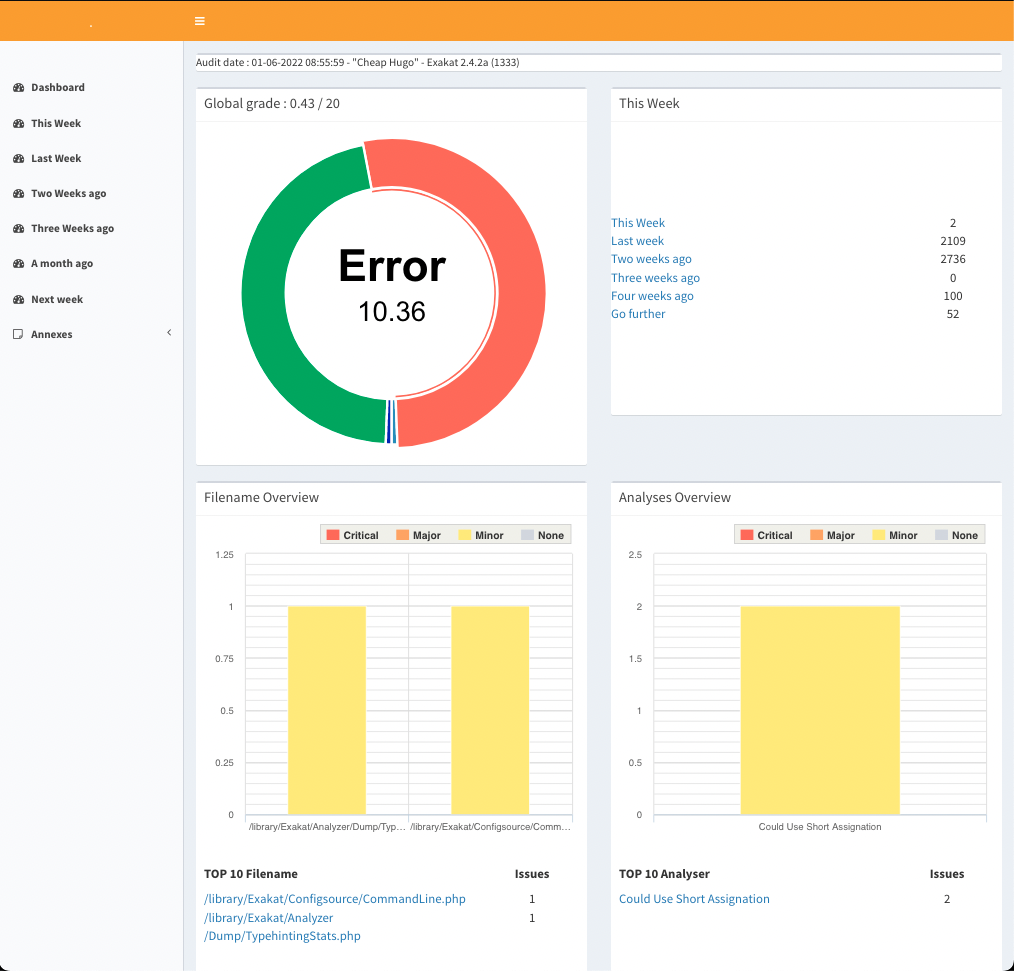 Audit date : 01-06-2022 08:55:59 - "Cheap Hugo" - Exakat 2.4.2a (1333)
Dashboard
This Week
Last Week
Two Weeks ago
Three Weeks ago
A month ago
Next week
Annexes
Global grade : 0.43 / 20
Error
10.36
This Week
This Week 2
Last week 2109
Two weeks ago 2736
Three weeks ago 0
Four weeks ago 100
Go further 52
Filename Overview
Critical Major Minor None
1.25
1
0.75
0.5
0.25
0
/library/Exakat/Analyzer/Dump/Typ... /library/Exakat/Configsource/Comm...
TOP 10 Filename Issues
/library/Exakat/Configsource/CommandLine.php 1
/library/Exakat/Analyzer 1
/Dump/TypehintingStats.php
Analyses Overview
Critical Major Minor None
2.5
2
1.5
1
0.5
0
Could Use Short Assignation
TOP 10 Analyser Issues
Could Use Short Assignation 2